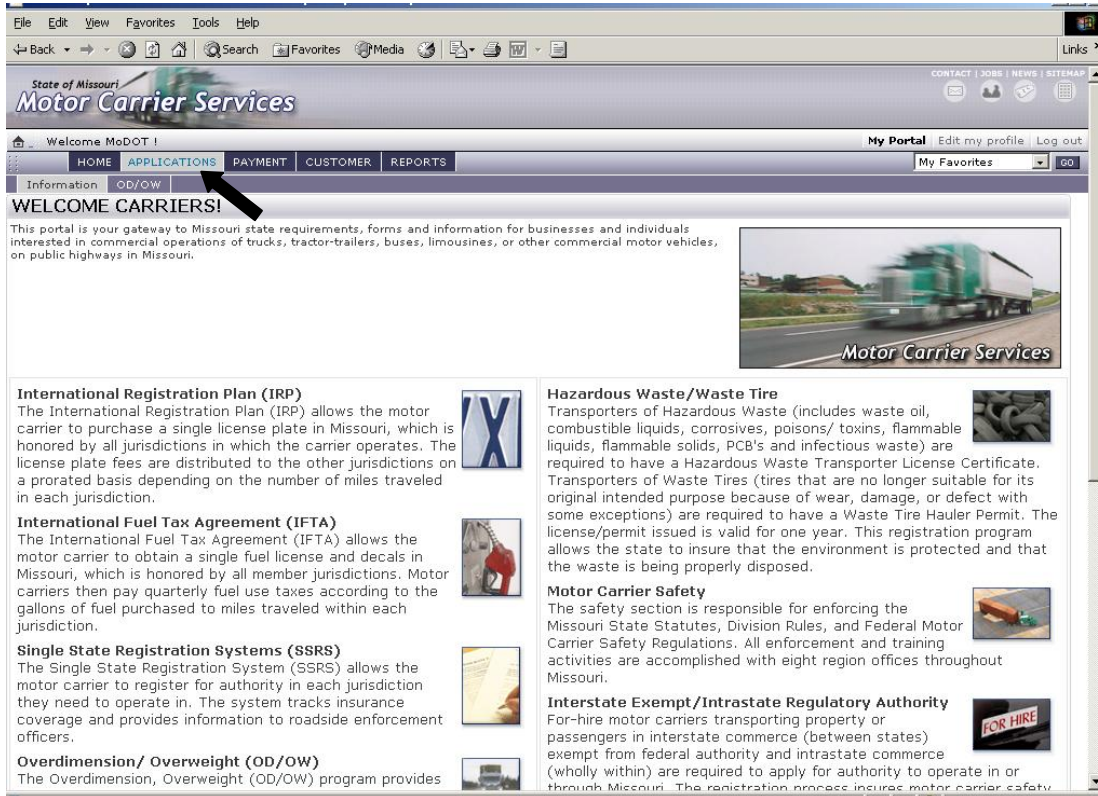 File Edit View Favorites Tools Help
Back Search Favorites Media Links
State of Missouri
Motor Carrier Services
CONTACT | JOBS | NEWS | SITEMAP
Welcome MoDOT ! My Portal Edit my profile Log out
HOME APPLICATIONS PAYMENT CUSTOMER REPORTS My Favorites GO
Information OD/OW
WELCOME CARRIERS!
This portal is your gateway to Missouri state requirements, forms and information for businesses and individuals
interested in commercial operations of trucks, tractor-trailers, buses, limousines, or other commercial motor vehicles,
on public highways in Missouri.
Motor Carrier Services
International Registration Plan (IRP)
The International Registration Plan (IRP) allows the motor
carrier to purchase a single license plate in Missouri, which is
honored by all jurisdictions in which the carrier operates. The
license plate fees are distributed to the other jurisdictions on
a prorated basis depending on the number of miles traveled
in each jurisdiction.
International Fuel Tax Agreement (IFTA)
The International Fuel Tax Agreement (IFTA) allows the
motor carrier to obtain a single fuel license and decals in
Missouri, which is honored by all member jurisdictions. Motor
carriers then pay quarterly fuel use taxes according to the
gallons of fuel purchased to miles traveled within each
jurisdiction.
Single State Registration Systems (SSRS)
The Single State Registration System (SSRS) allows the
motor carrier to register for authority in each jurisdiction
they need to operate in. The system tracks insurance
coverage and provides information to roadside enforcement
officers.
Overdimension/ Overweight (OD/OW)
The Overdimension, Overweight (OD/OW) program provides
Hazardous Waste/Waste Tire
Transporters of Hazardous Waste (includes waste oil,
combustible liquids, corrosives, poisons/ toxins, flammable
liquids, flammable solids, PCB's and infectious waste) are
required to have a Hazardous Waste Transporter License Certificate.
Transporters of Waste Tires (tires that are no longer suitable for its
original intended purpose because of wear, damage, or defect with
some exceptions) are required to have a Waste Tire Hauler Permit. The
license/permit issued is valid for one year. This registration program
allows the state to insure that the environment is protected and that
the waste is being properly disposed.
Motor Carrier Safety
The safety section is responsible for enforcing the
Missouri State Statutes, Division Rules, and Federal Motor
Carrier Safety Regulations. All enforcement and training
activities are accomplished with eight region offices throughout
Missouri.
Interstate Exempt/Intrastate Regulatory Authority
For-hire motor carriers transporting property or
passengers in interstate commerce (between states)
exempt from federal authority and intrastate commerce
(wholly within) are required to apply for authority to operate in or
through Missouri. The registration process insures motor carrier safety
FOR HIRE